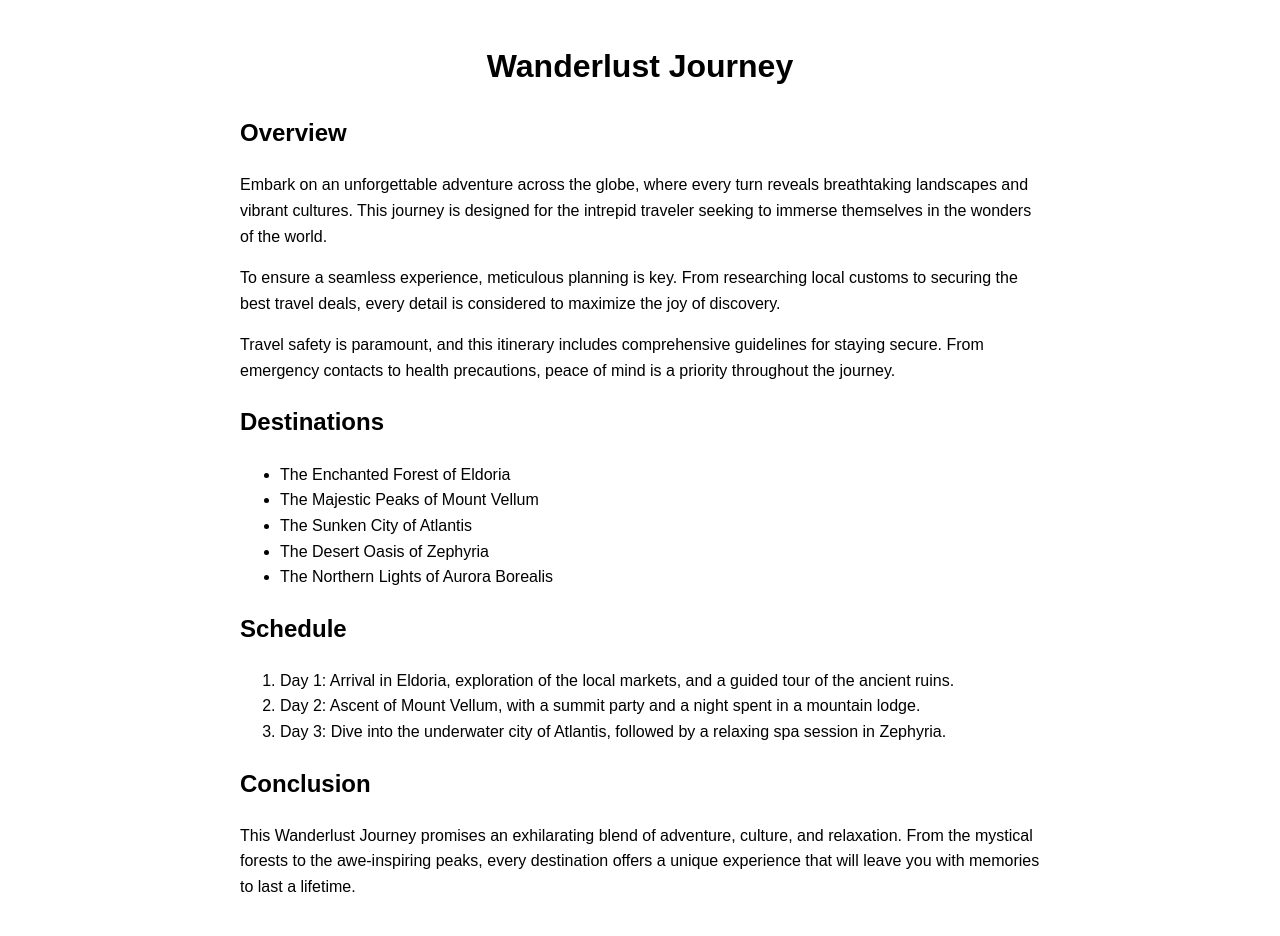 Wanderlust Journey
Overview
Embark on an unforgettable adventure across the globe, where every turn reveals breathtaking landscapes and
vibrant cultures. This journey is designed for the intrepid traveler seeking to immerse themselves in the wonders
of the world.
To ensure a seamless experience, meticulous planning is key. From researching local customs to securing the
best travel deals, every detail is considered to maximize the joy of discovery.
Travel safety is paramount, and this itinerary includes comprehensive guidelines for staying secure. From
emergency contacts to health precautions, peace of mind is a priority throughout the journey.
Destinations
• The Enchanted Forest of Eldoria
• The Majestic Peaks of Mount Vellum
• The Sunken City of Atlantis
• The Desert Oasis of Zephyria
• The Northern Lights of Aurora Borealis
Schedule
1. Day 1: Arrival in Eldoria, exploration of the local markets, and a guided tour of the ancient ruins.
2. Day 2: Ascent of Mount Vellum, with a summit party and a night spent in a mountain lodge.
3. Day 3: Dive into the underwater city of Atlantis, followed by a relaxing spa session in Zephyria.
Conclusion
This Wanderlust Journey promises an exhilarating blend of adventure, culture, and relaxation. From the mystical
forests to the awe-inspiring peaks, every destination offers a unique experience that will leave you with memories
to last a lifetime.